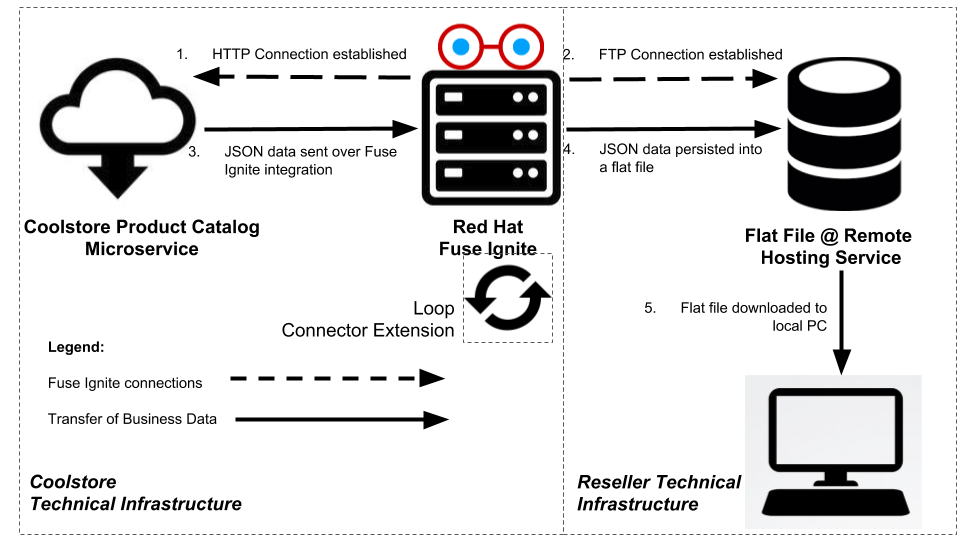 1. HTTP Connection established
2. FTP Connection established
3. JSON data sent over Fuse
Ignite integration
4. JSON data persisted into
a flat file
Coolstore Product Catalog
Microservice
Red Hat
Fuse Ignite
Flat File @ Remote
Hosting Service
Loop
Connector Extension
5. Flat file downloaded to
local PC
Legend:
Fuse Ignite connections
Transfer of Business Data
Coolstore
Technical Infrastructure
Reseller Technical
Infrastructure